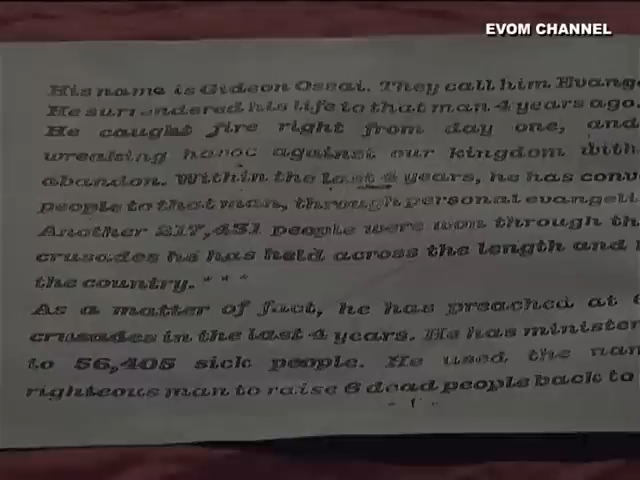 EVOM CHANNEL
His name is Gideon Ossai. They call him Evange
He surrendered his life to that man 4 years ago.
He caught fire right from day one, and
wreaking havoc against our kingdom with
abandon. Within the last 4 years, he has conv
people to that man, through personal evangeli
Another 217,431 people were won through th
crusades he has held across the length and
the country. * * *
As a matter of fact, he has preached at
crusades in the last 4 years. He has minister
to 56,405 sick people. He used the nam
righteous man to raise 6 dead people back to